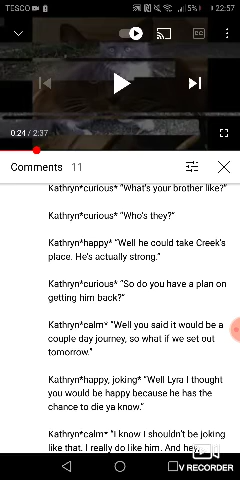 TESCO 5% 22:57
CC
0:24 / 2:37
Comments 11
Kathryn*curious* "What's your brother like?"
Kathryn*curious* "Who's they?"
Kathryn*happy* "Well he could take Creek's
place. He's actually strong."
Kathryn*curious* "So do you have a plan on
getting him back?"
Kathryn*calm* "Well you said it would be a
couple day journey, so what if we set out
tomorrow."
Kathryn*happy, joking* "Well Lyra I thought
you would be happy because he has the
chance to die ya know."
Kathryn*calm* "I know I shouldn't be joking
like that. I really do like him. And hey,
V RECORDER